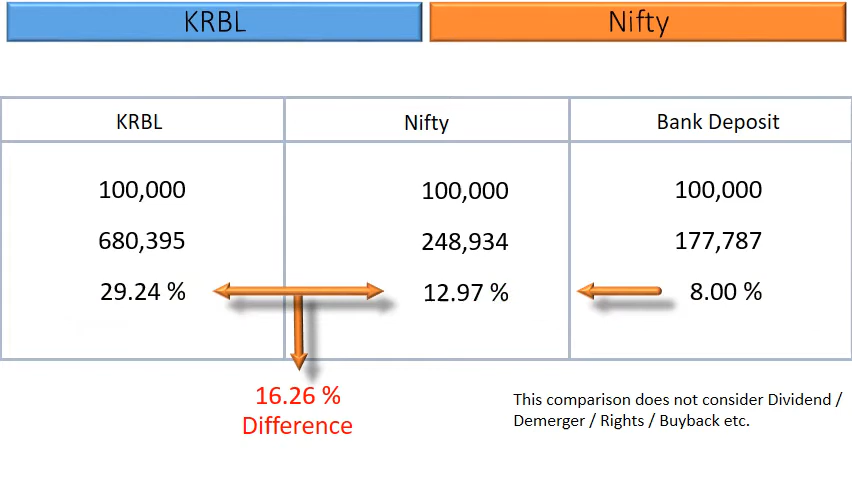 KRBL Nifty
KRBL Nifty Bank Deposit
100,000 100,000 100,000
680,395 248,934 177,787
29.24 % 12.97 % 8.00 %
16.26 %
Difference
This comparison does not consider Dividend /
Demerger / Rights / Buyback etc.